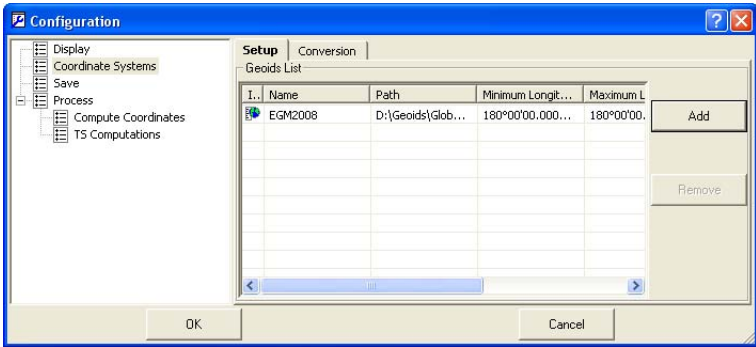 Configuration
Display
Coordinate Systems
Save
Process
Compute Coordinates
TS Computations
Setup Conversion
Geoids List
I.. Name Path Minimum Longit... Maximum L
EGM2008 D:\Geoids\Glob... 180°00'00.000... 180°00'00.
Add
Remove
OK Cancel